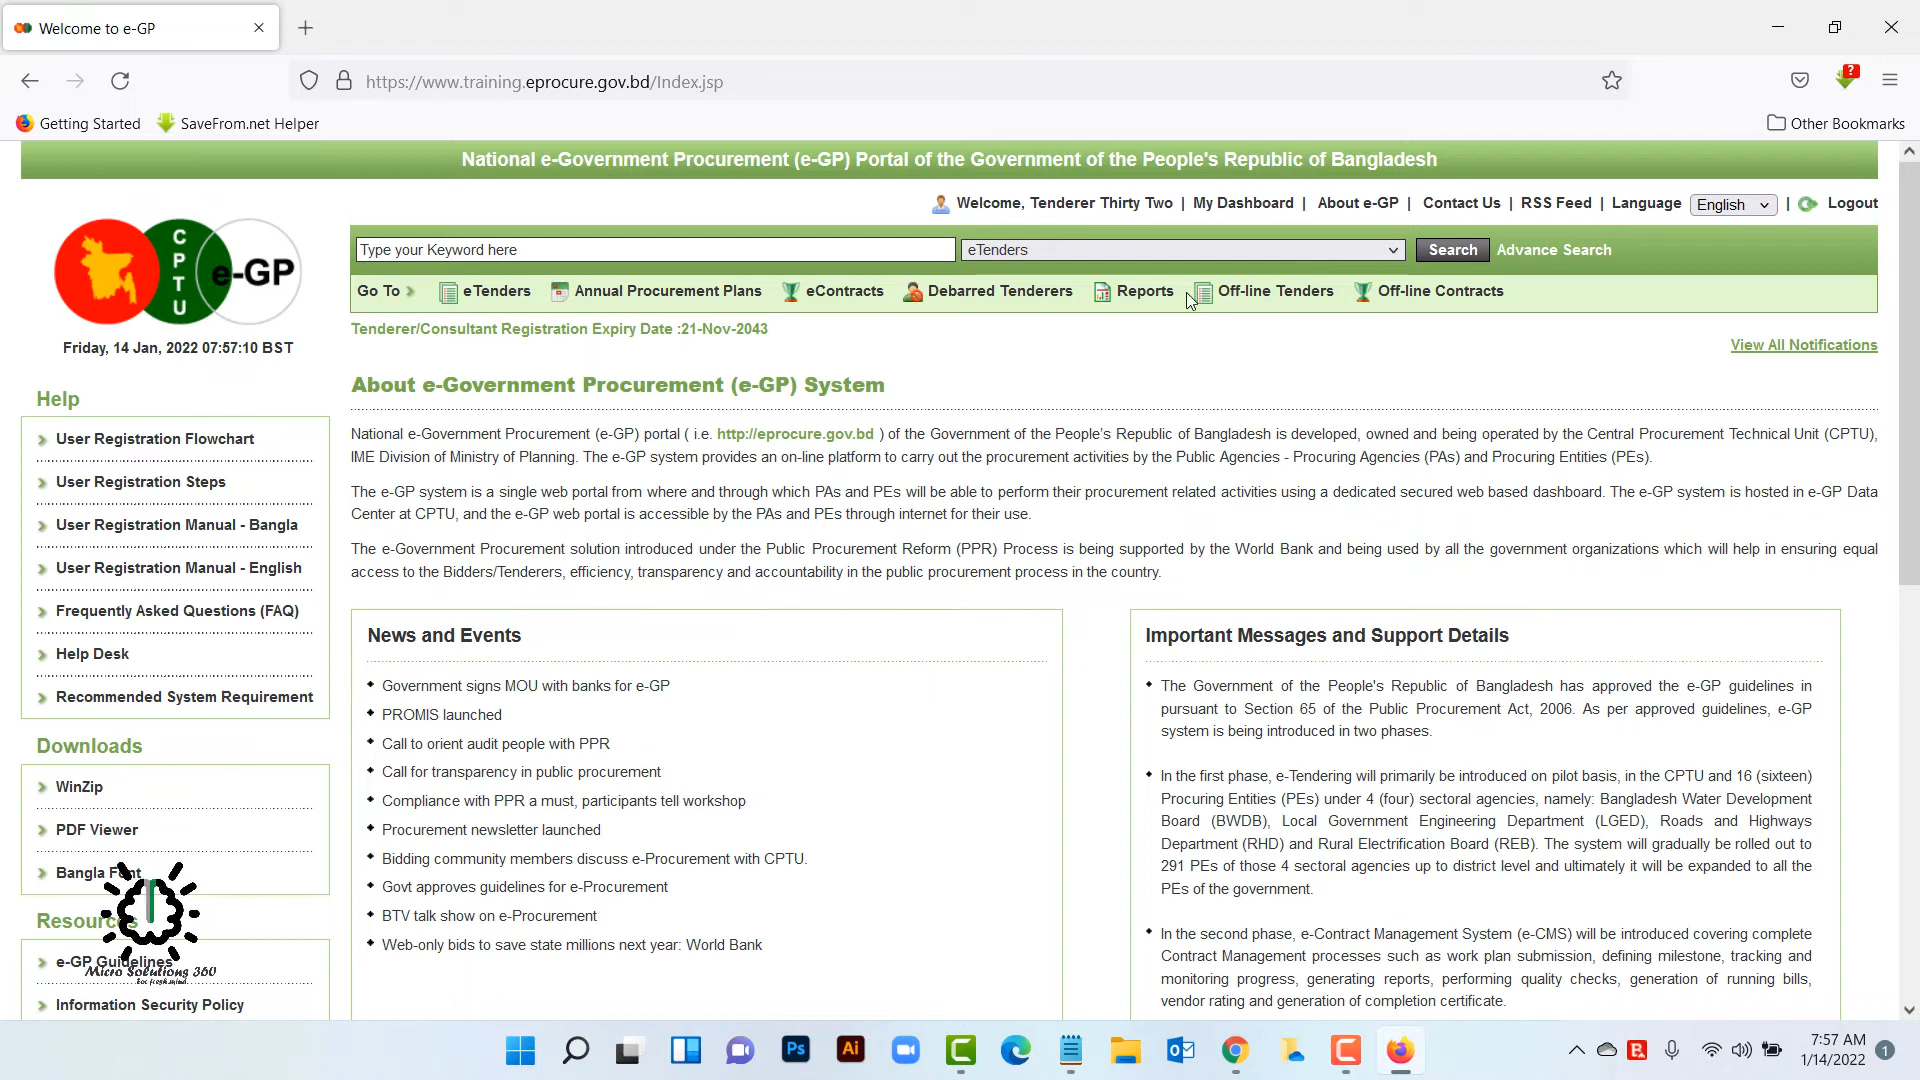 Welcome to e-GP
https://www.training.eprocure.gov.bd/Index.jsp
?
Getting Started
SaveFrom.net Helper
Other Bookmarks
National e-Government Procurement (e-GP) Portal of the Government of the People's Republic of Bangladesh
Welcome, Tenderer Thirty Two | My Dashboard | About e-GP | Contact Us | RSS Feed | Language English | Logout
CPTU
e-GP
Type your Keyword here
eTenders
Search
Advance Search
Go To
eTenders
Annual Procurement Plans
eContracts
Debarred Tenderers
Reports
Off-line Tenders
Off-line Contracts
Tenderer/Consultant Registration Expiry Date :21-Nov-2043
View All Notifications
Friday, 14 Jan, 2022 07:57:10 BST
Help
User Registration Flowchart
User Registration Steps
User Registration Manual - Bangla
User Registration Manual - English
Frequently Asked Questions (FAQ)
Help Desk
Recommended System Requirement
Downloads
WinZip
PDF Viewer
Bangla Font
Resources
e-GP Guidelines
Information Security Policy
Micro Solutions 360
For fresh mind
About e-Government Procurement (e-GP) System
National e-Government Procurement (e-GP) portal ( i.e. http://eprocure.gov.bd ) of the Government of the People's Republic of Bangladesh is developed, owned and being operated by the Central Procurement Technical Unit (CPTU),
IME Division of Ministry of Planning. The e-GP system provides an on-line platform to carry out the procurement activities by the Public Agencies - Procuring Agencies (PAs) and Procuring Entities (PEs).
The e-GP system is a single web portal from where and through which PAs and PEs will be able to perform their procurement related activities using a dedicated secured web based dashboard. The e-GP system is hosted in e-GP Data
Center at CPTU, and the e-GP web portal is accessible by the PAs and PEs through internet for their use.
The e-Government Procurement solution introduced under the Public Procurement Reform (PPR) Process is being supported by the World Bank and being used by all the government organizations which will help in ensuring equal
access to the Bidders/Tenderers, efficiency, transparency and accountability in the public procurement process in the country.
News and Events
Government signs MOU with banks for e-GP
PROMIS launched
Call to orient audit people with PPR
Call for transparency in public procurement
Compliance with PPR a must, participants tell workshop
Procurement newsletter launched
Bidding community members discuss e-Procurement with CPTU.
Govt approves guidelines for e-Procurement
BTV talk show on e-Procurement
Web-only bids to save state millions next year: World Bank
Important Messages and Support Details
The Government of the People's Republic of Bangladesh has approved the e-GP guidelines in
pursuant to Section 65 of the Public Procurement Act, 2006. As per approved guidelines, e-GP
system is being introduced in two phases.
In the first phase, e-Tendering will primarily be introduced on pilot basis, in the CPTU and 16 (sixteen)
Procuring Entities (PEs) under 4 (four) sectoral agencies, namely: Bangladesh Water Development
Board (BWDB), Local Government Engineering Department (LGED), Roads and Highways
Department (RHD) and Rural Electrification Board (REB). The system will gradually be rolled out to
291 PEs of those 4 sectoral agencies up to district level and ultimately it will be expanded to all the
PEs of the government.
In the second phase, e-Contract Management System (e-CMS) will be introduced covering complete
Contract Management processes such as work plan submission, defining milestone, tracking and
monitoring progress, generating reports, performing quality checks, generation of running bills,
vendor rating and generation of completion certificate.
Ps
Ai
7:57 AM
1/14/2022
1